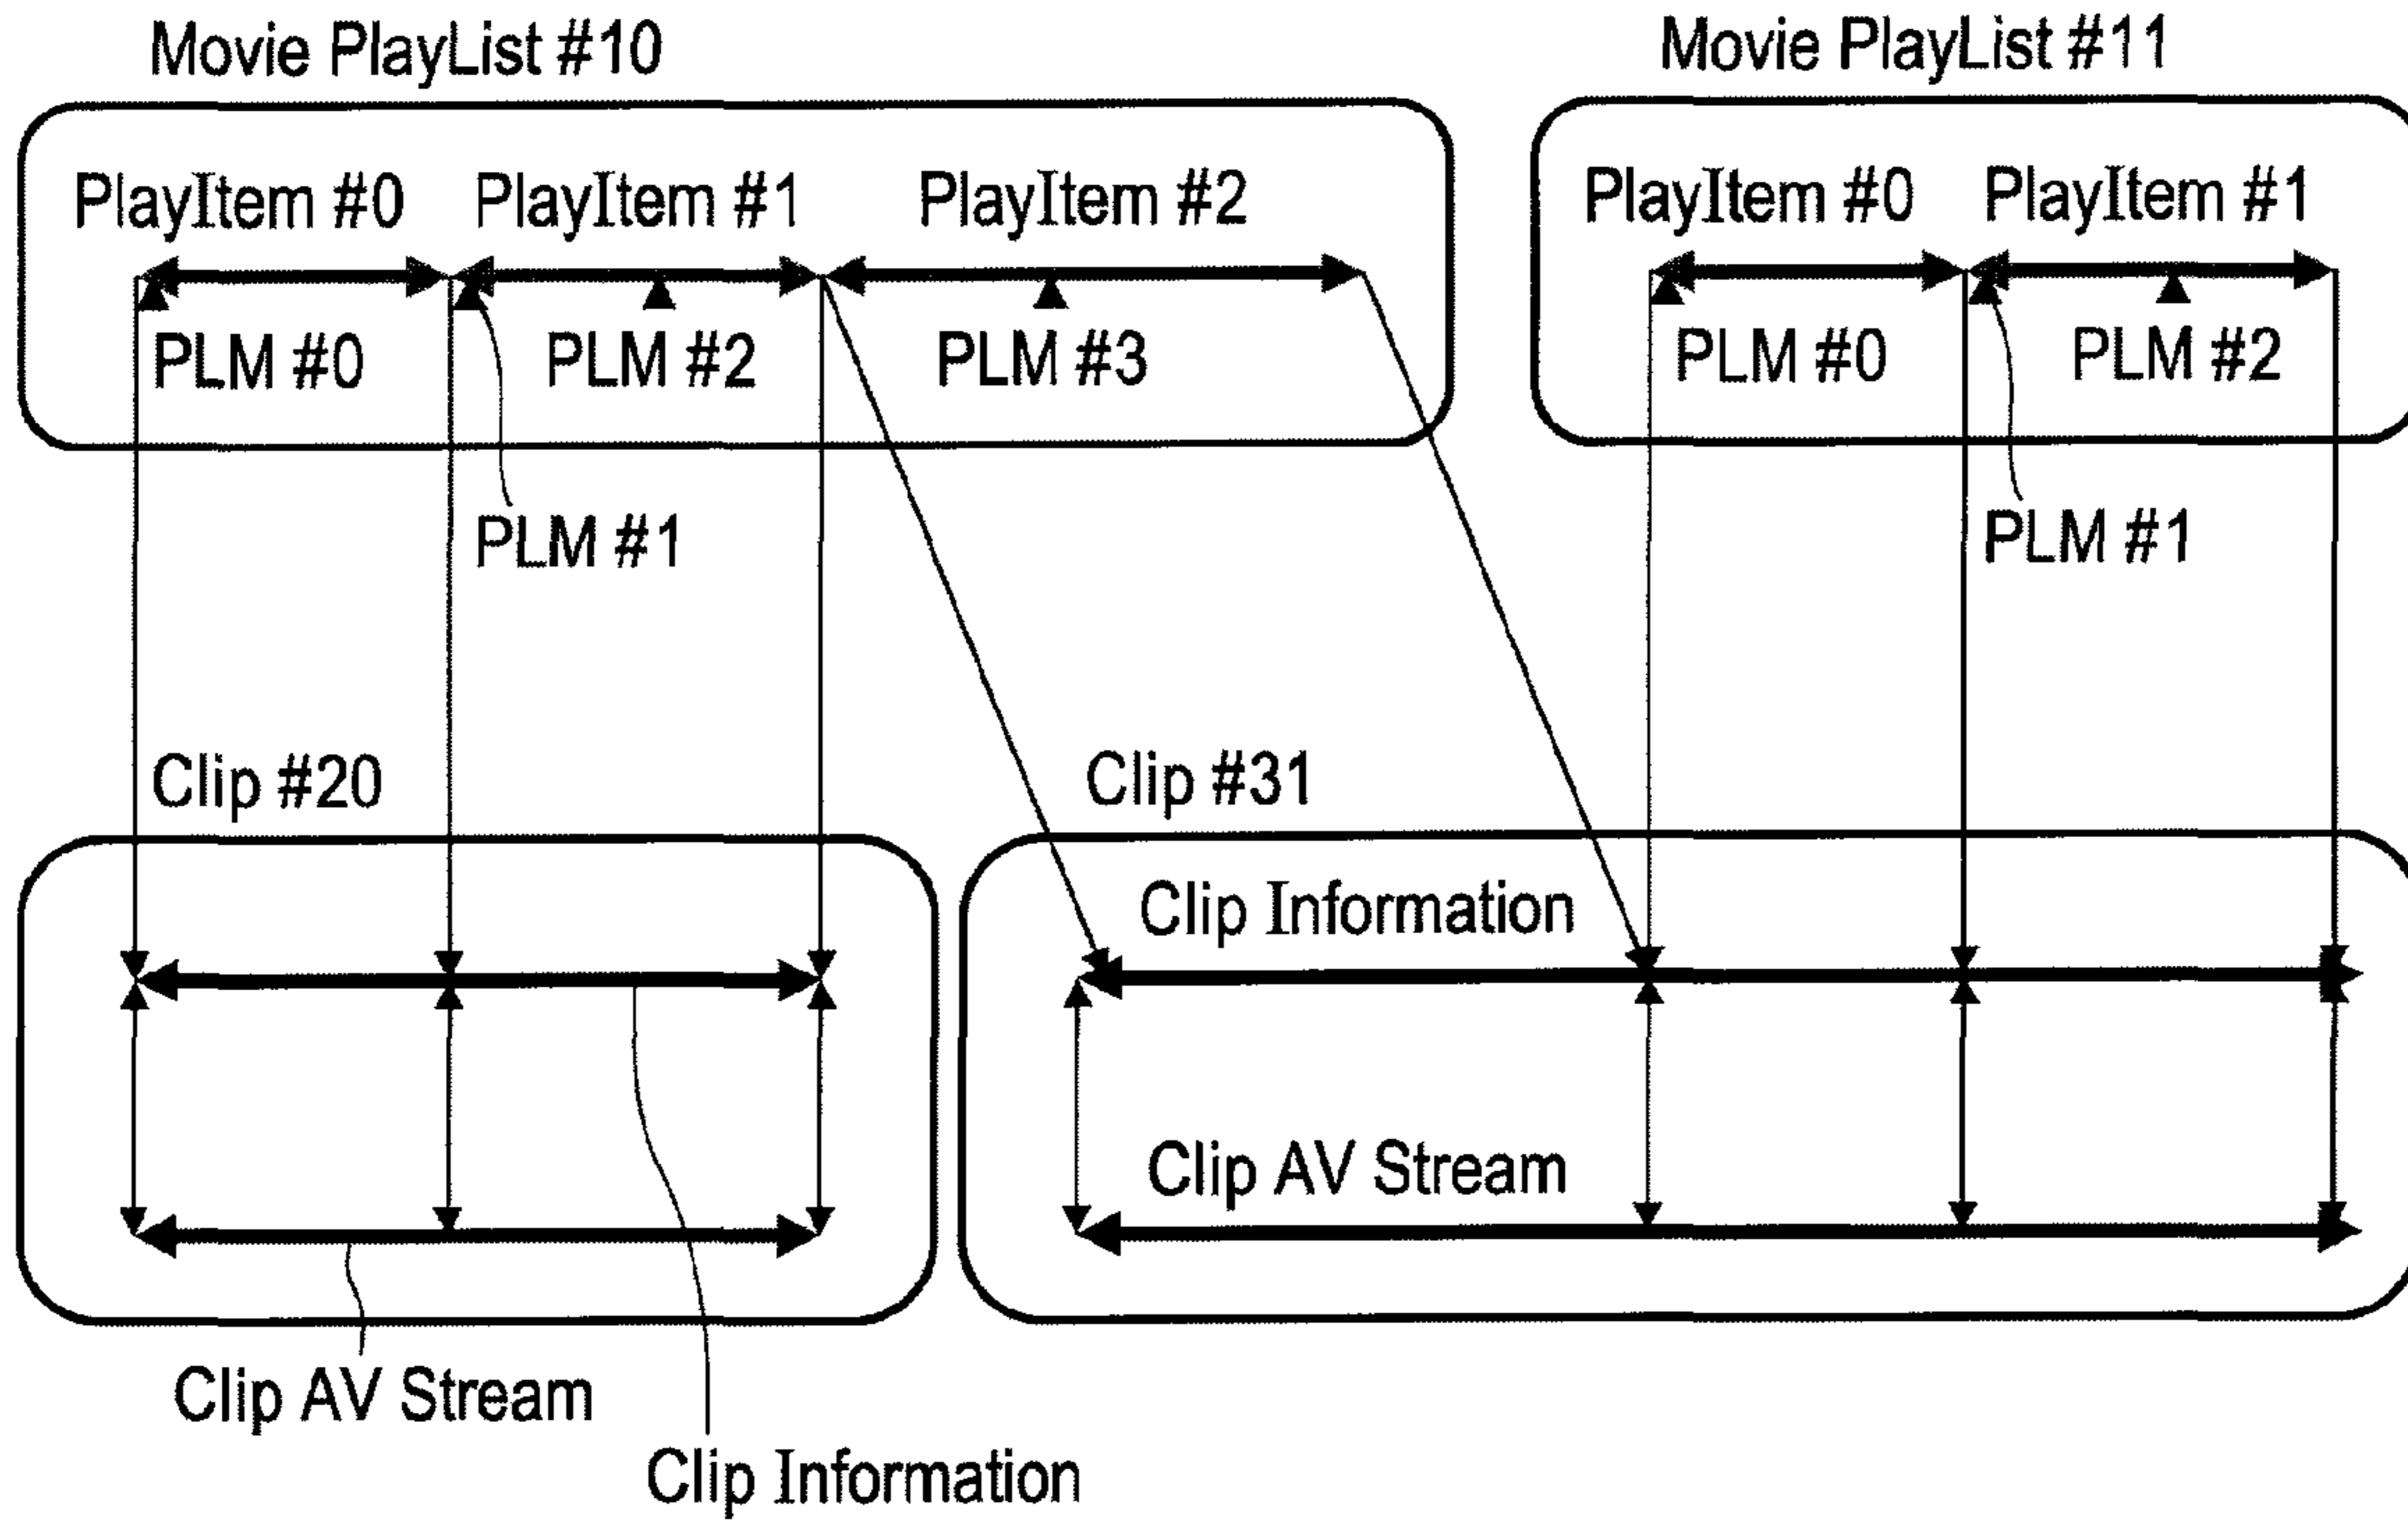 Movie PlayList #10
Movie PlayList #11
PlayItem #0
PlayItem #1
PlayItem #2
PlayItem #0
PlayItem #1
PLM #0
PLM #2
PLM #3
PLM #0
PLM #2
PLM #1
PLM #1
Clip #20
Clip #31
Clip Information
Clip AV Stream
Clip AV Stream
Clip Information